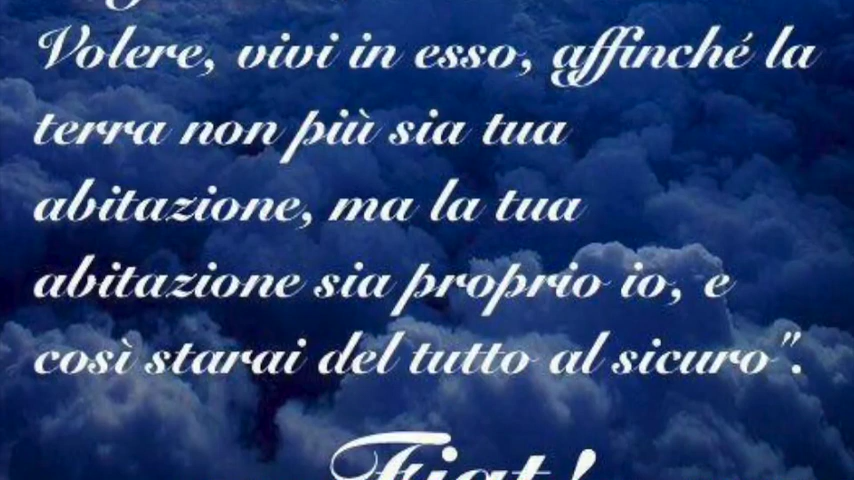 Volere, vivi in esso, affinché la
terra non più sia tua
abitazione, ma la tua
abitazione sia proprio io, e
così starai del tutto al sicuro".
Fiat!